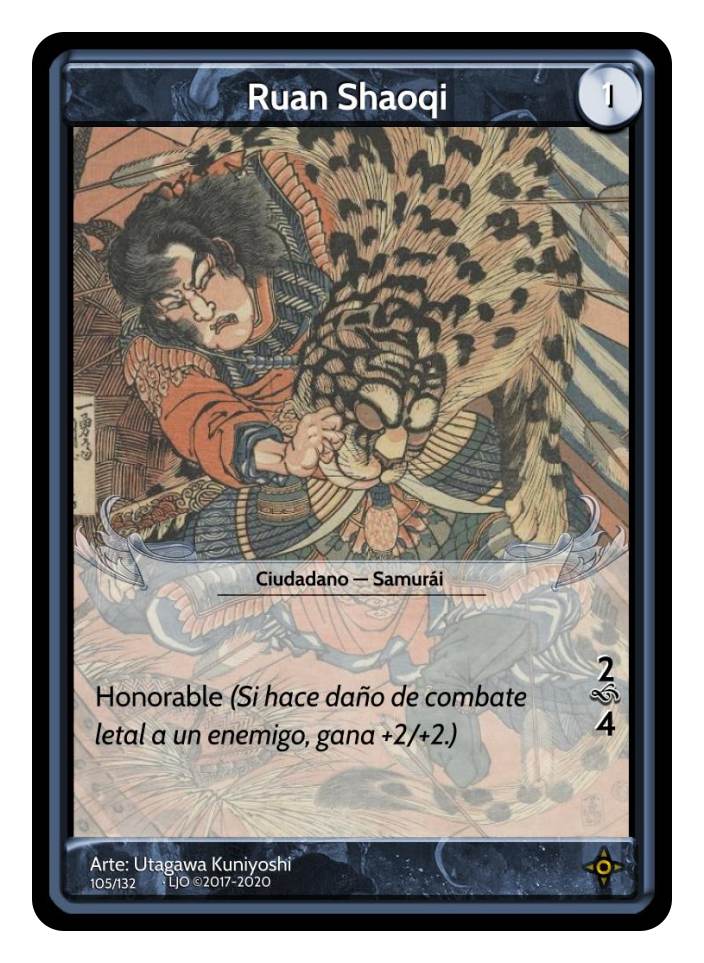 Ruan Shaoqi
1
Ciudadano — Samurái
Honorable (Si hace daño de combate
letal a un enemigo, gana +2/+2.)
2
4
Arte: Utagawa Kuniyoshi
105/132 · LJO ©2017-2020